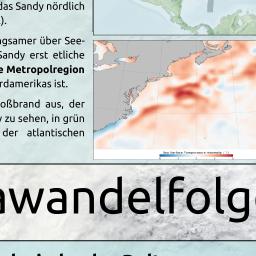 das Sandy nördlich
).
ngsamer über See-
Sandy erst etliche
e Metropolregion
rdamerikas ist.
oßbrand aus, der
y zu sehen, in grün
der atlantischen
awandelfolge